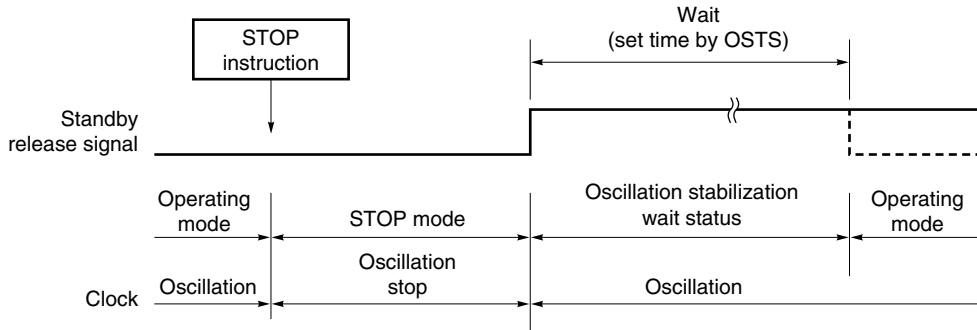 Wait
(set time by OSTS)
STOP
instruction
Standby
release signal
Operating
mode
STOP mode
Oscillation stabilization
wait status
Operating
mode
Clock
Oscillation
Oscillation
stop
Oscillation